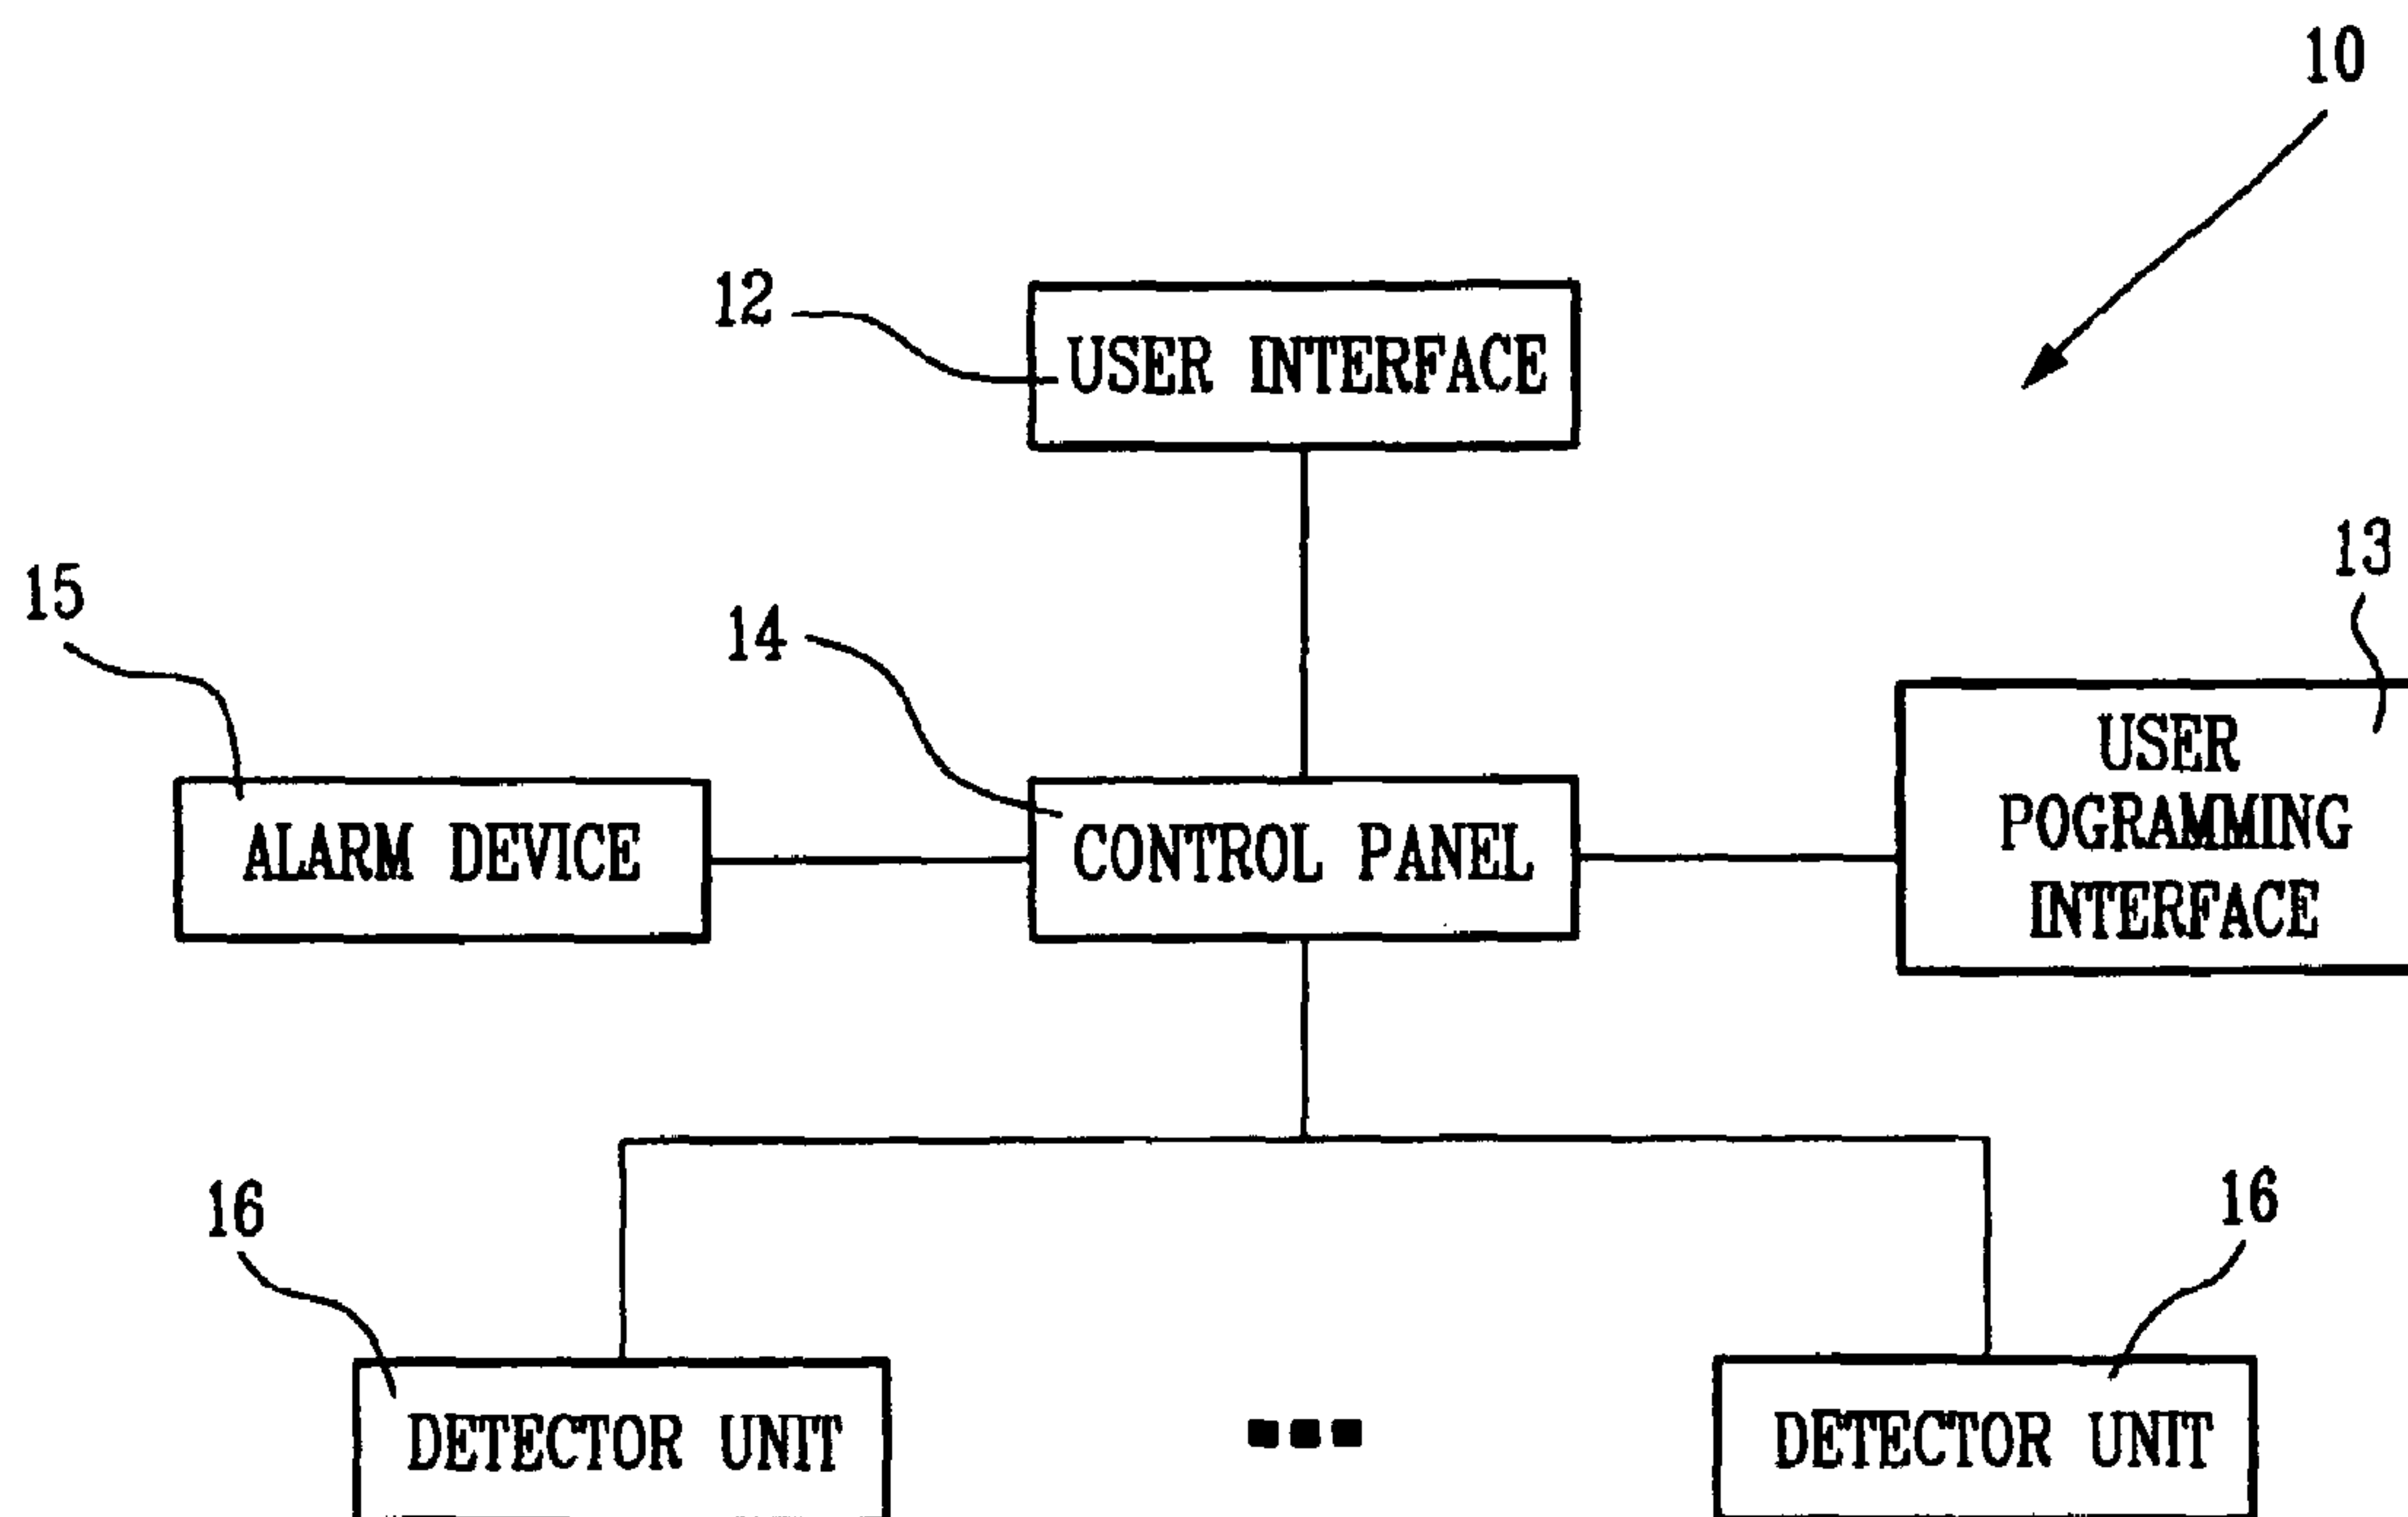 10
12
USER INTERFACE
13
15
14
USER
POGRAMMING
INTERFACE
ALARM DEVICE
CONTROL PANEL
16
16
DETECTOR UNIT
DETECTOR UNIT